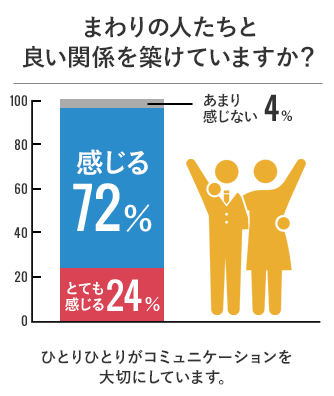 まわりの人たちと
良い関係を築けていますか？
100
80
60
40
20
0
あまり
感じない 4%
感じる
72%
とても
感じる 24%
ひとりひとりがコミュニケーションを
大切にしています。